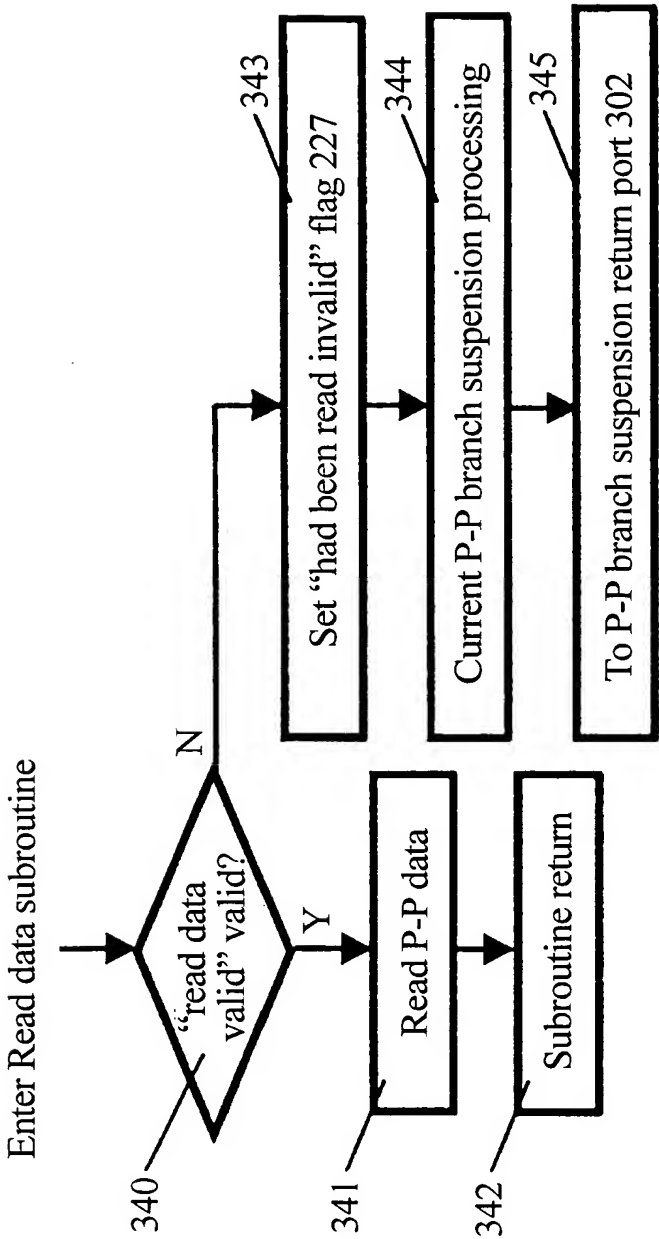 Enter Read data subroutine
340
“read data
valid” valid?
N
Y
341
Read P-P data
342
Subroutine return
343
Set “had been read invalid” flag 227
344
Current P-P branch suspension processing
345
To P-P branch suspension return port 302